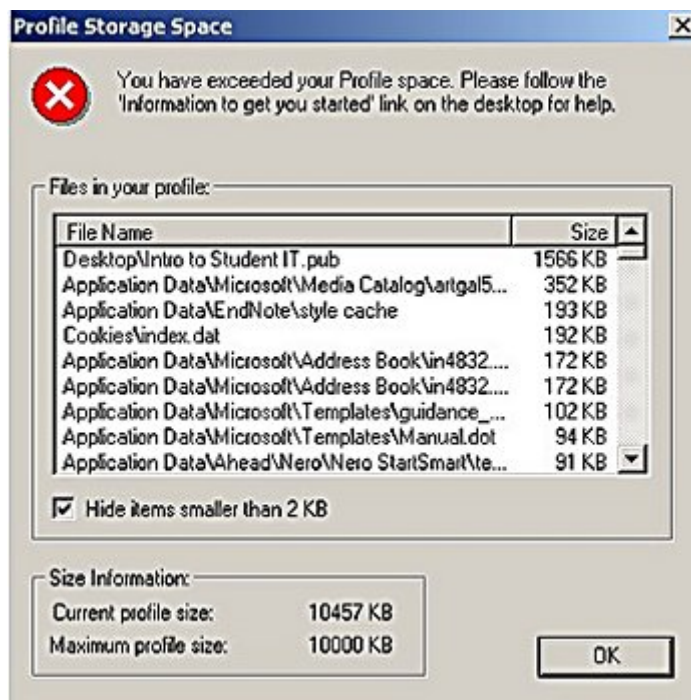 Profile Storage Space
You have exceeded your Profile space. Please follow the
'Information to get you started' link on the desktop for help.
Files in your profile:
File Name Size
Desktop\Intro to Student IT.pub 1566 KB
Application Data\Microsoft\Media Catalog\artgal5... 352 KB
Application Data\EndNote\style cache 193 KB
Cookies\index.dat 192 KB
Application Data\Microsoft\Address Book\in4832.... 172 KB
Application Data\Microsoft\Address Book\in4832.... 172 KB
Application Data\Microsoft\Templates\guidance_... 102 KB
Application Data\Microsoft\Templates\Manual.dot 94 KB
Application Data\Ahead\Nero\Nero StartSmart\te... 91 KB
Hide items smaller than 2 KB
Size Information:
Current profile size: 10457 KB
Maximum profile size: 10000 KB
OK